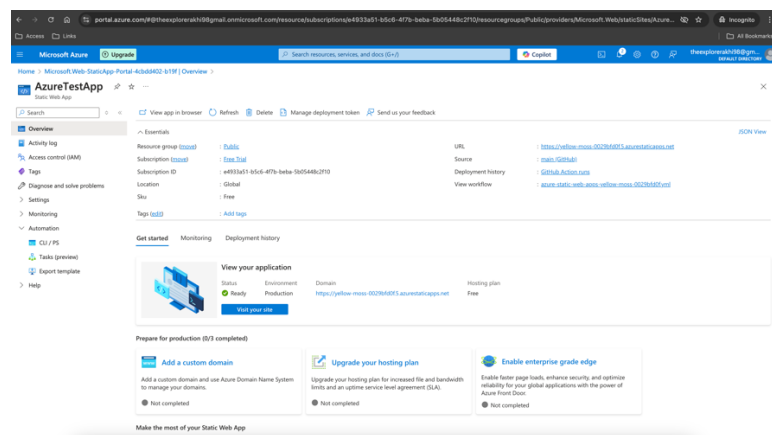 portal.azure.com/#@theexplorerakhi98gmail.onmicrosoft.com/resource/subscriptions/e4933a51-b5c6-4f7b-beba-5b05448c2f10/resourcegroups/Public/providers/Microsoft.Web/staticSites/Azure...
Incognito
Access
Links
All Bookmarks
Microsoft Azure
Upgrade
Search resources, services, and docs (G+/)
Copilot
theexplorerakhi98@gm...
DEFAULT DIRECTORY
Home > Microsoft.Web-StaticApp-Portal-4cbdd402-b19f | Overview >
AzureTestApp
Static Web App
Search
View app in browser
Refresh
Delete
Manage deployment token
Send us your feedback
Overview
Activity log
Access control (IAM)
Tags
Diagnose and solve problems
Settings
Monitoring
Automation
CLI / PS
Tasks (preview)
Export template
Help
Essentials
JSON View
Resource group (move) : Public
Subscription (move) : Free Trial
Subscription ID : e4933a51-b5c6-4f7b-beba-5b05448c2f10
Location : Global
Sku : Free
Tags (edit) : Add tags
URL : https://yellow-moss-0029bfd0f3.azurestaticapps.net
Source : main (GitHub)
Deployment history : GitHub Action runs
View workflow : azure-static-web-apps-yellow-moss-0029bfd0f.yml
Get started
Monitoring
Deployment history
View your application
Status
Environment
Domain
Hosting plan
Ready
Production
https://yellow-moss-0029bfd0f3.azurestaticapps.net
Free
Visit your site
Prepare for production (0/3 completed)
Add a custom domain
Add a custom domain and use Azure Domain Name System
to manage your domains.
Not completed
Upgrade your hosting plan
Upgrade your hosting plan for increased file and bandwidth
limits and an uptime service level agreement (SLA).
Not completed
Enable enterprise grade edge
Enable faster page loads, enhance security, and optimize
reliability for your global applications with the power of
Azure Front Door.
Not completed
Make the most of your Static Web App